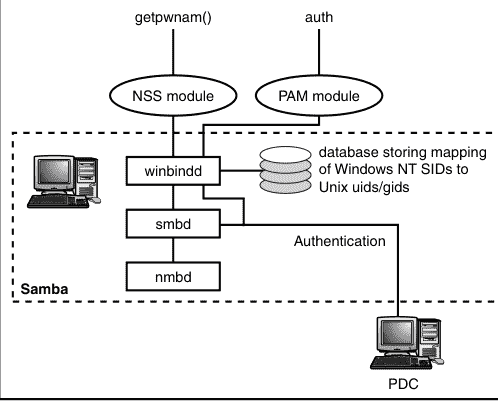 getpwnam()
auth
NSS module
PAM module
winbindd
database storing mapping
of Windows NT SIDs to
Unix uids/gids
smbd
Authentication
nmbd
Samba
PDC